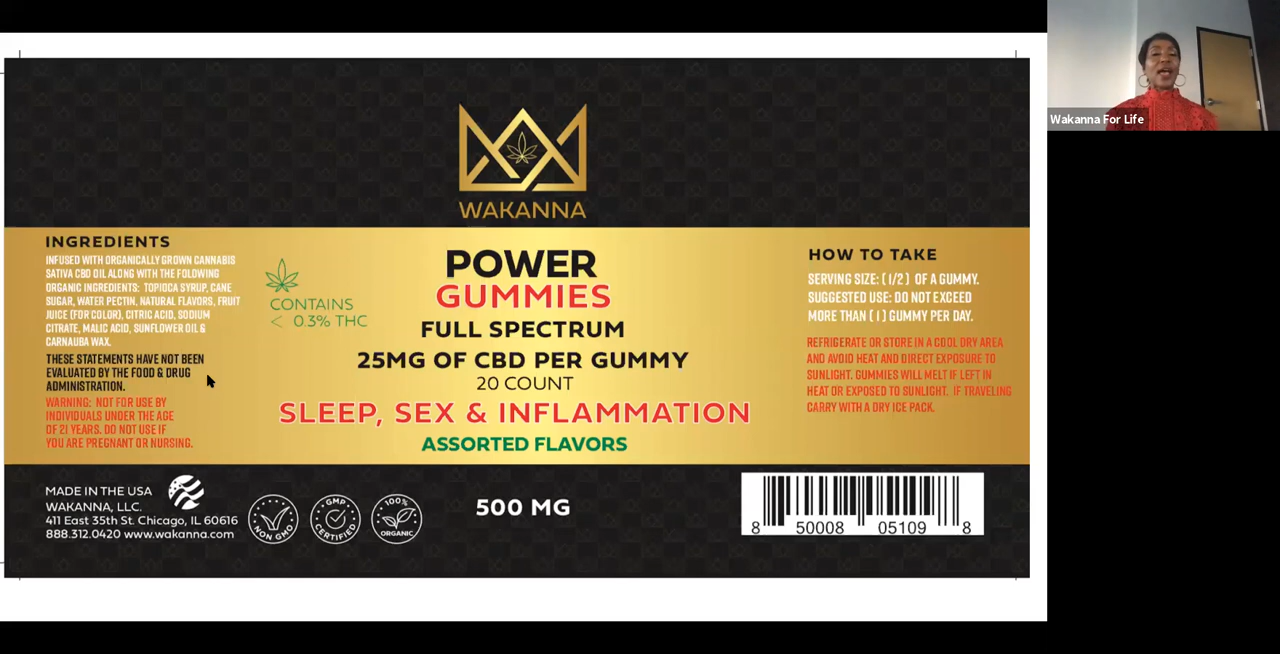 Wakanna For Life
WAKANNA
INGREDIENTS
INFUSED WITH ORGANICALLY GROWN CANNABIS
SATIVA CBD OIL ALONG WITH THE FOLOWING
ORGANIC INGREDIENTS: TOPIOCA SYRUP, CANE
SUGAR, WATER PECTIN, NATURAL FLAVORS, FRUIT
JUICE (FOR COLOR), CITRIC ACID, SODIUM
CITRATE, MALIC ACID, SUNFLOWER OIL &
CARNAUBA WAX.
THESE STATEMENTS HAVE NOT BEEN
EVALUATED BY THE FOOD & DRUG
ADMINISTRATION.
WARNING: NOT FOR USE BY
INDIVIDUALS UNDER THE AGE
OF 21 YEARS. DO NOT USE IF
YOU ARE PREGNANT OR NURSING.
CONTAINS
< 0.3% THC
POWER
GUMMIES
FULL SPECTRUM
25MG OF CBD PER GUMMY
20 COUNT
SLEEP, SEX & INFLAMMATION
ASSORTED FLAVORS
HOW TO TAKE
SERVING SIZE: ( 1/2 ) OF A GUMMY.
SUGGESTED USE: DO NOT EXCEED
MORE THAN ( 1 ) GUMMY PER DAY.
REFRIGERATE OR STORE IN A COOL DRY AREA
AND AVOID HEAT AND DIRECT EXPOSURE TO
SUNLIGHT. GUMMIES WILL MELT IF LEFT IN
HEAT OR EXPOSED TO SUNLIGHT. IF TRAVELING
CARRY WITH A DRY ICE PACK.
MADE IN THE USA
WAKANNA, LLC.
411 East 35th St. Chicago, IL 60616
888.312.0420 www.wakanna.com
NON GMO
GMP
CERTIFIED
100%
ORGANIC
500 MG
8 50008 05109 8